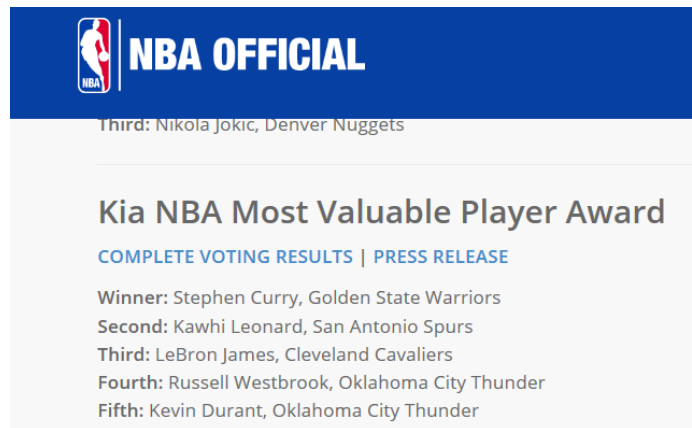 NBA
NBA OFFICIAL
Third: Nikola Jokic, Denver Nuggets
Kia NBA Most Valuable Player Award
COMPLETE VOTING RESULTS | PRESS RELEASE
Winner: Stephen Curry, Golden State Warriors
Second: Kawhi Leonard, San Antonio Spurs
Third: LeBron James, Cleveland Cavaliers
Fourth: Russell Westbrook, Oklahoma City Thunder
Fifth: Kevin Durant, Oklahoma City Thunder